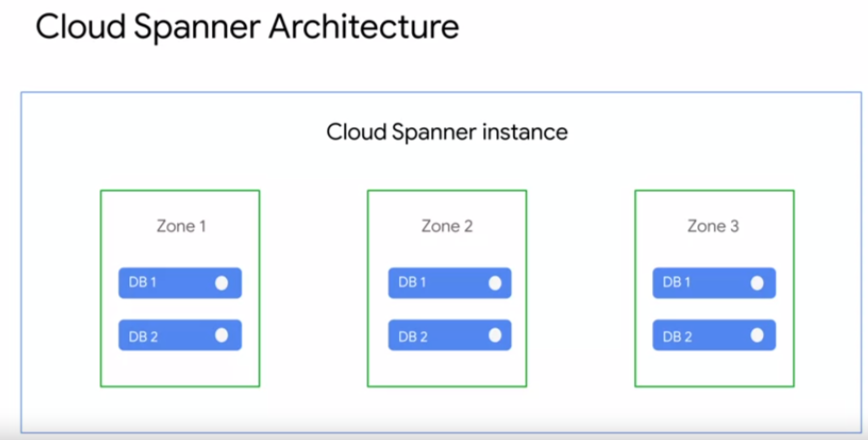 Cloud Spanner Architecture
Cloud Spanner instance
Zone 1
DB 1
DB 2
Zone 2
DB 1
DB 2
Zone 3
DB 1
DB 2